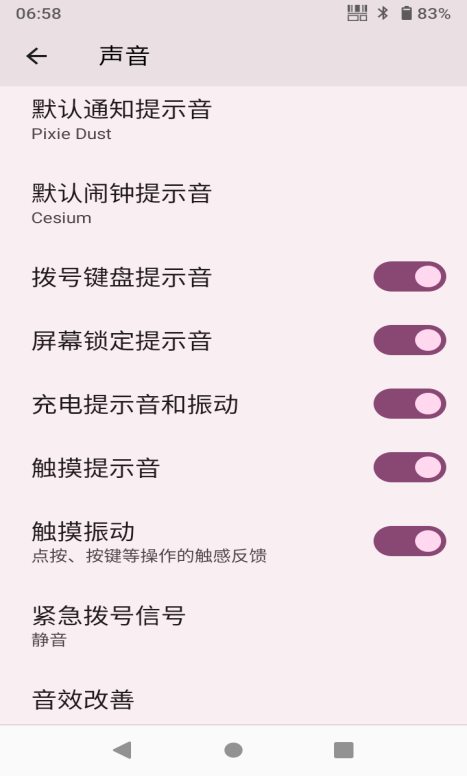 06:58
83%
声音
默认通知提示音
Pixie Dust
默认闹钟提示音
Cesium
拨号键盘提示音
屏幕锁定提示音
充电提示音和振动
触摸提示音
触摸振动
点按、按键等操作的触感反馈
紧急拨号信号
静音
音效改善